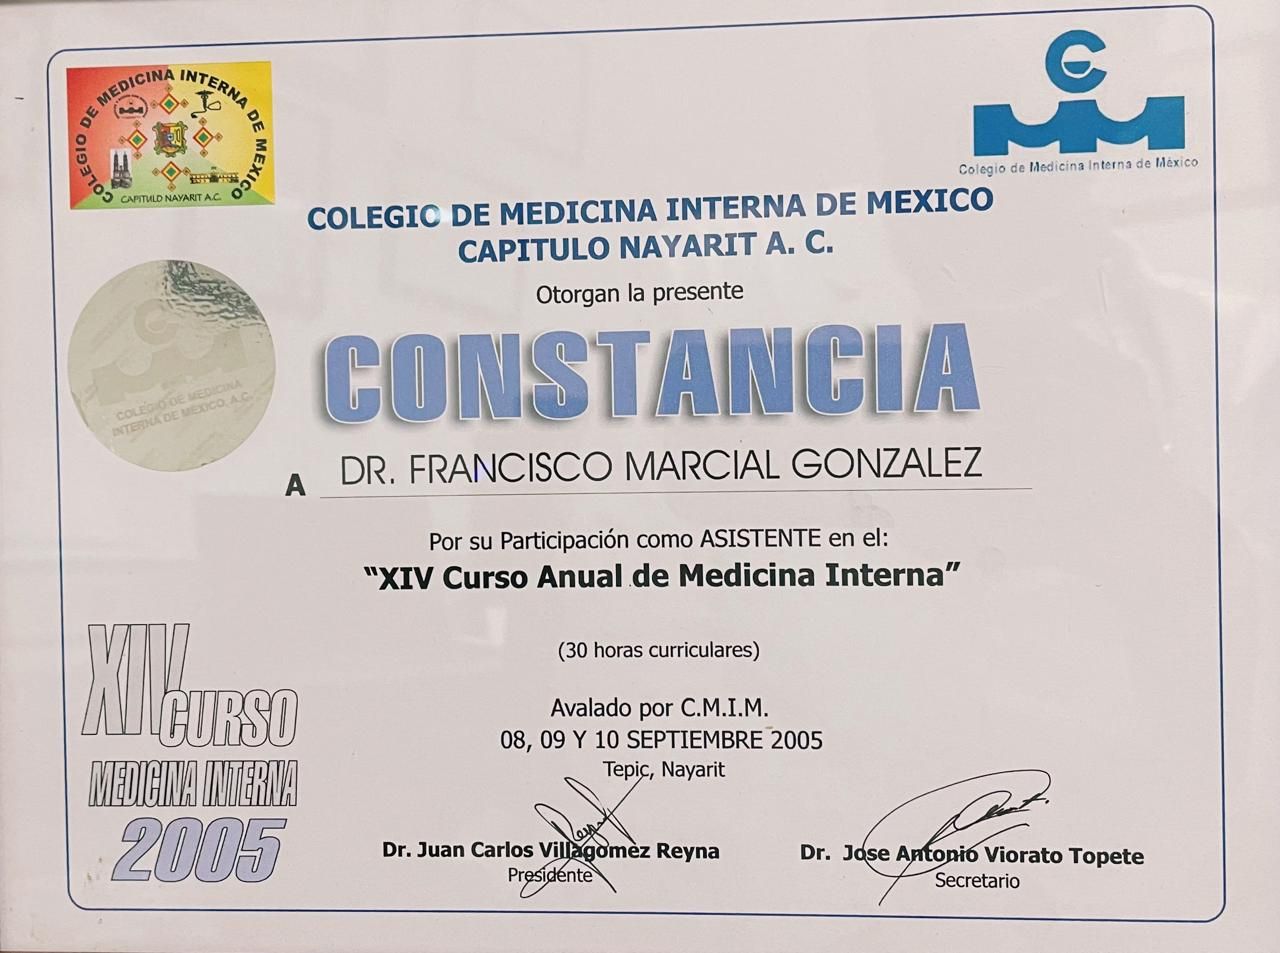 COLEGIO DE MEDICINA INTERNA DE MEXICO
CAPITULO NAYARIT A.C.
Colegio de Medicina Interna de México
COLEGIO DE MEDICINA INTERNA DE MEXICO
CAPITULO NAYARIT A. C.
Otorgan la presente
COLEGIO DE MEDICINA
INTERNA DE MEXICO, A.C.
CONSTANCIA
A DR. FRANCISCO MARCIAL GONZALEZ
Por su Participación como ASISTENTE en el:
“XIV Curso Anual de Medicina Interna”
(30 horas curriculares)
Avalado por C.M.I.M.
08, 09 Y 10 SEPTIEMBRE 2005
Tepic, Nayarit
XIV CURSO
MEDICINA INTERNA
2005
Dr. Juan Carlos Villagomez Reyna
Presidente
Dr. Jose Antonio Viorato Topete
Secretario